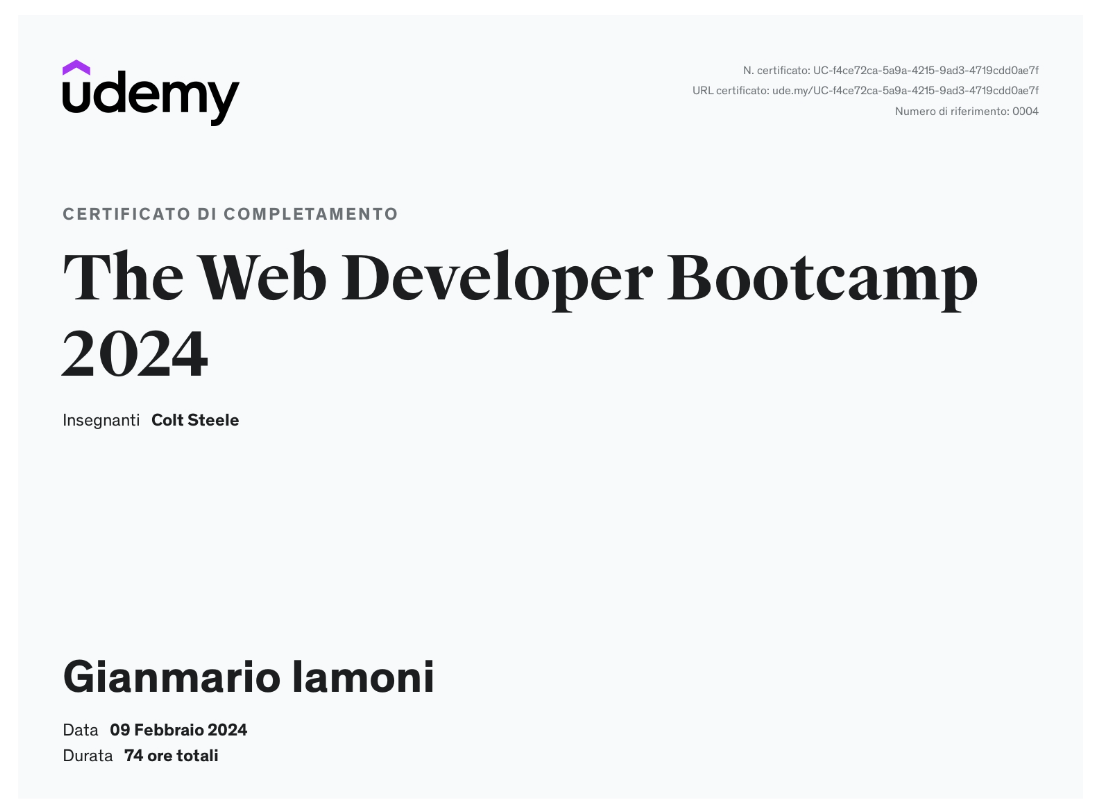 udemy
N. certificato: UC-f4ce72ca-5a9a-4215-9ad3-4719cdd0ae7f
URL certificato: ude.my/UC-f4ce72ca-5a9a-4215-9ad3-4719cdd0ae7f
Numero di riferimento: 0004
CERTIFICATO DI COMPLETAMENTO
The Web Developer Bootcamp
2024
Insegnanti Colt Steele
Gianmario Iamoni
Data 09 Febbraio 2024
Durata 74 ore totali